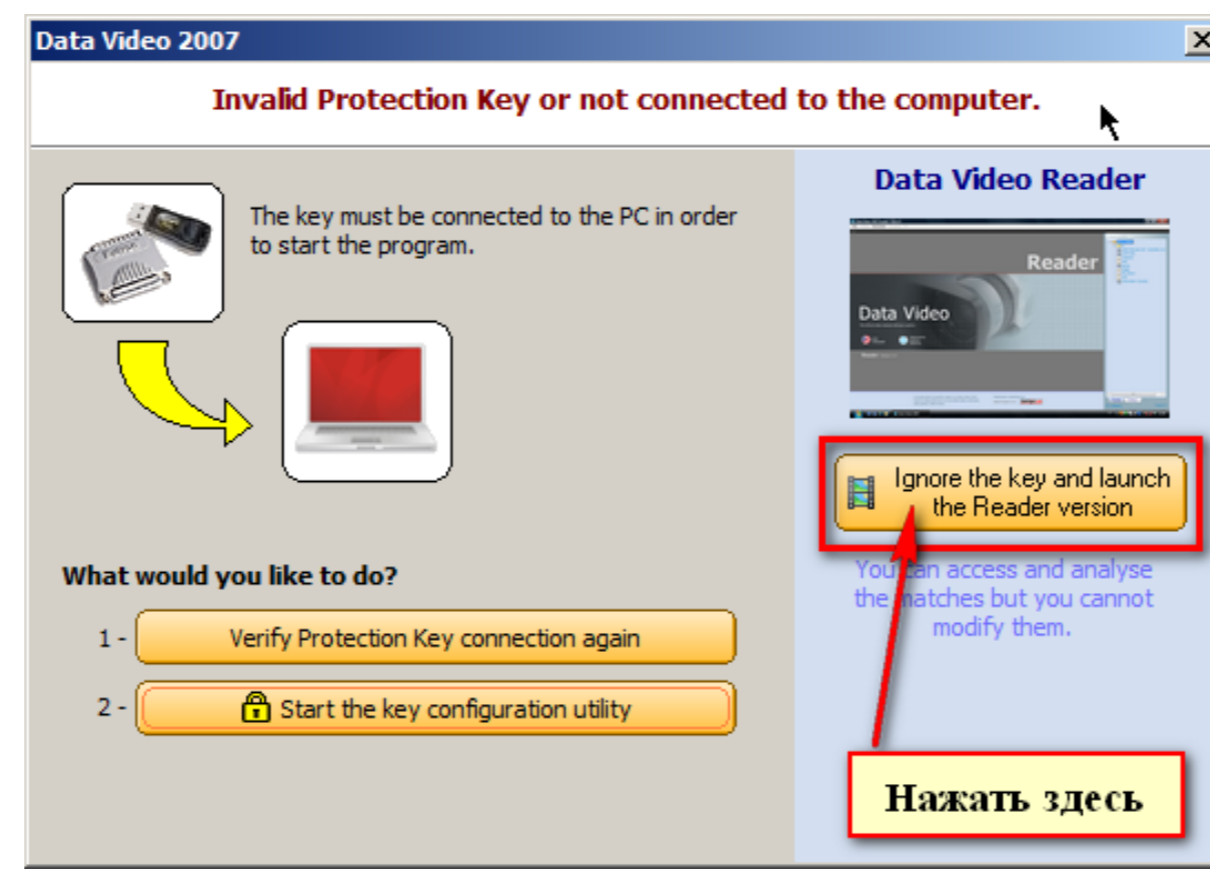 Data Video 2007
Invalid Protection Key or not connected to the computer.
The key must be connected to the PC in order
to start the program.
What would you like to do?
1 - Verify Protection Key connection again
2 - Start the key configuration utility
Data Video Reader
Reader
Data Video
Ignore the key and launch
the Reader version
You can access and analyse
the matches but you cannot
modify them.
Нажать здесь